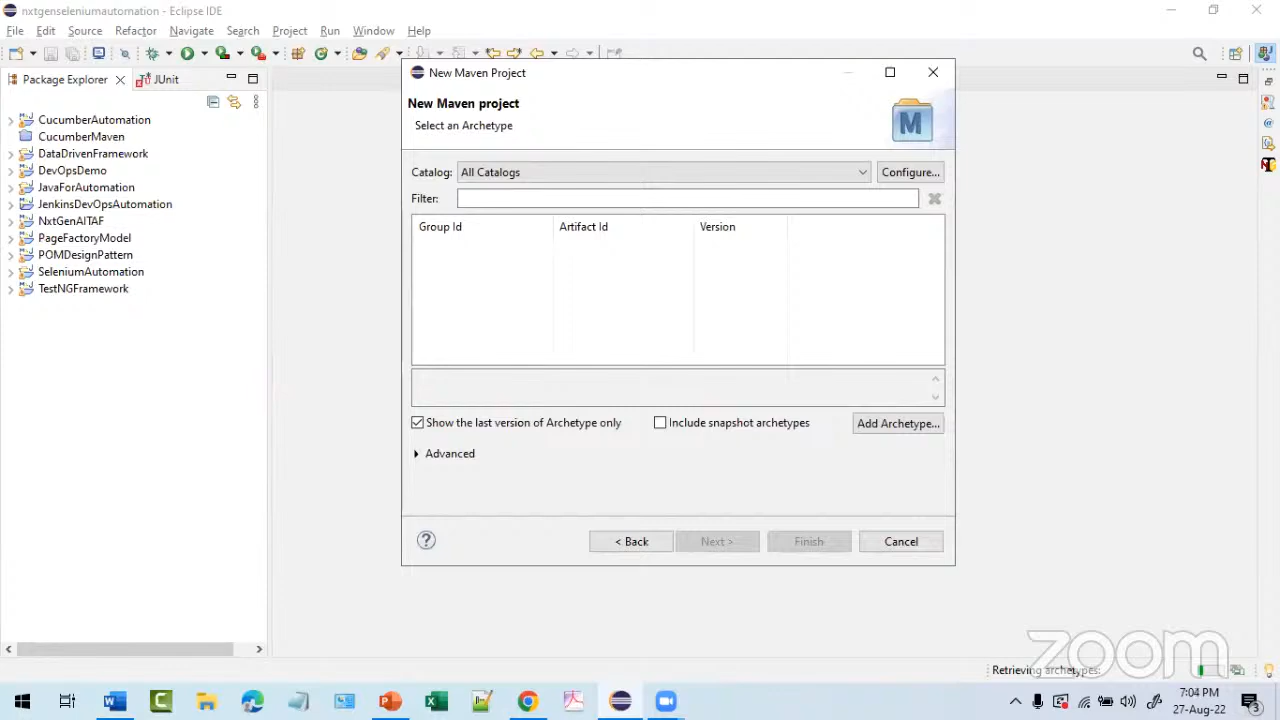 nxtgenseleniumautomation - Eclipse IDE
File Edit Source Refactor Navigate Search Project Run Window Help
Package Explorer
JUnit
CucumberAutomation
CucumberMaven
DataDrivenFramework
DevOpsDemo
JavaForAutomation
JenkinsDevOpsAutomation
NxtGenAITAF
PageFactoryModel
POMDesignPattern
SeleniumAutomation
TestNGFramework
New Maven Project
New Maven project
Select an Archetype
M
Catalog: All Catalogs Configure...
Filter:
Group Id Artifact Id Version
Show the last version of Archetype only Include snapshot archetypes Add Archetype...
Advanced
? < Back Next > Finish Cancel
zoom
Retrieving archetypes:
7:04 PM
27-Aug-22
3